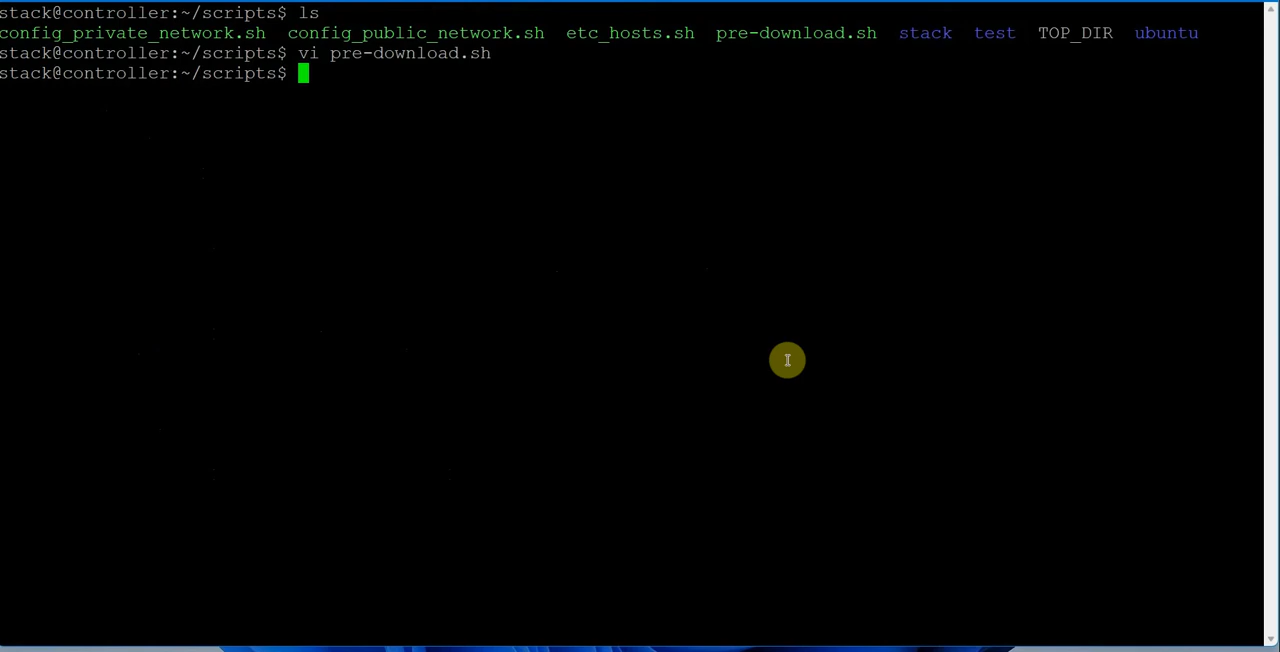 stack@controller:~/scripts$ ls
config_private_network.sh  config_public_network.sh  etc_hosts.sh  pre-download.sh  stack  test  TOP_DIR  ubuntu
stack@controller:~/scripts$ vi pre-download.sh
stack@controller:~/scripts$